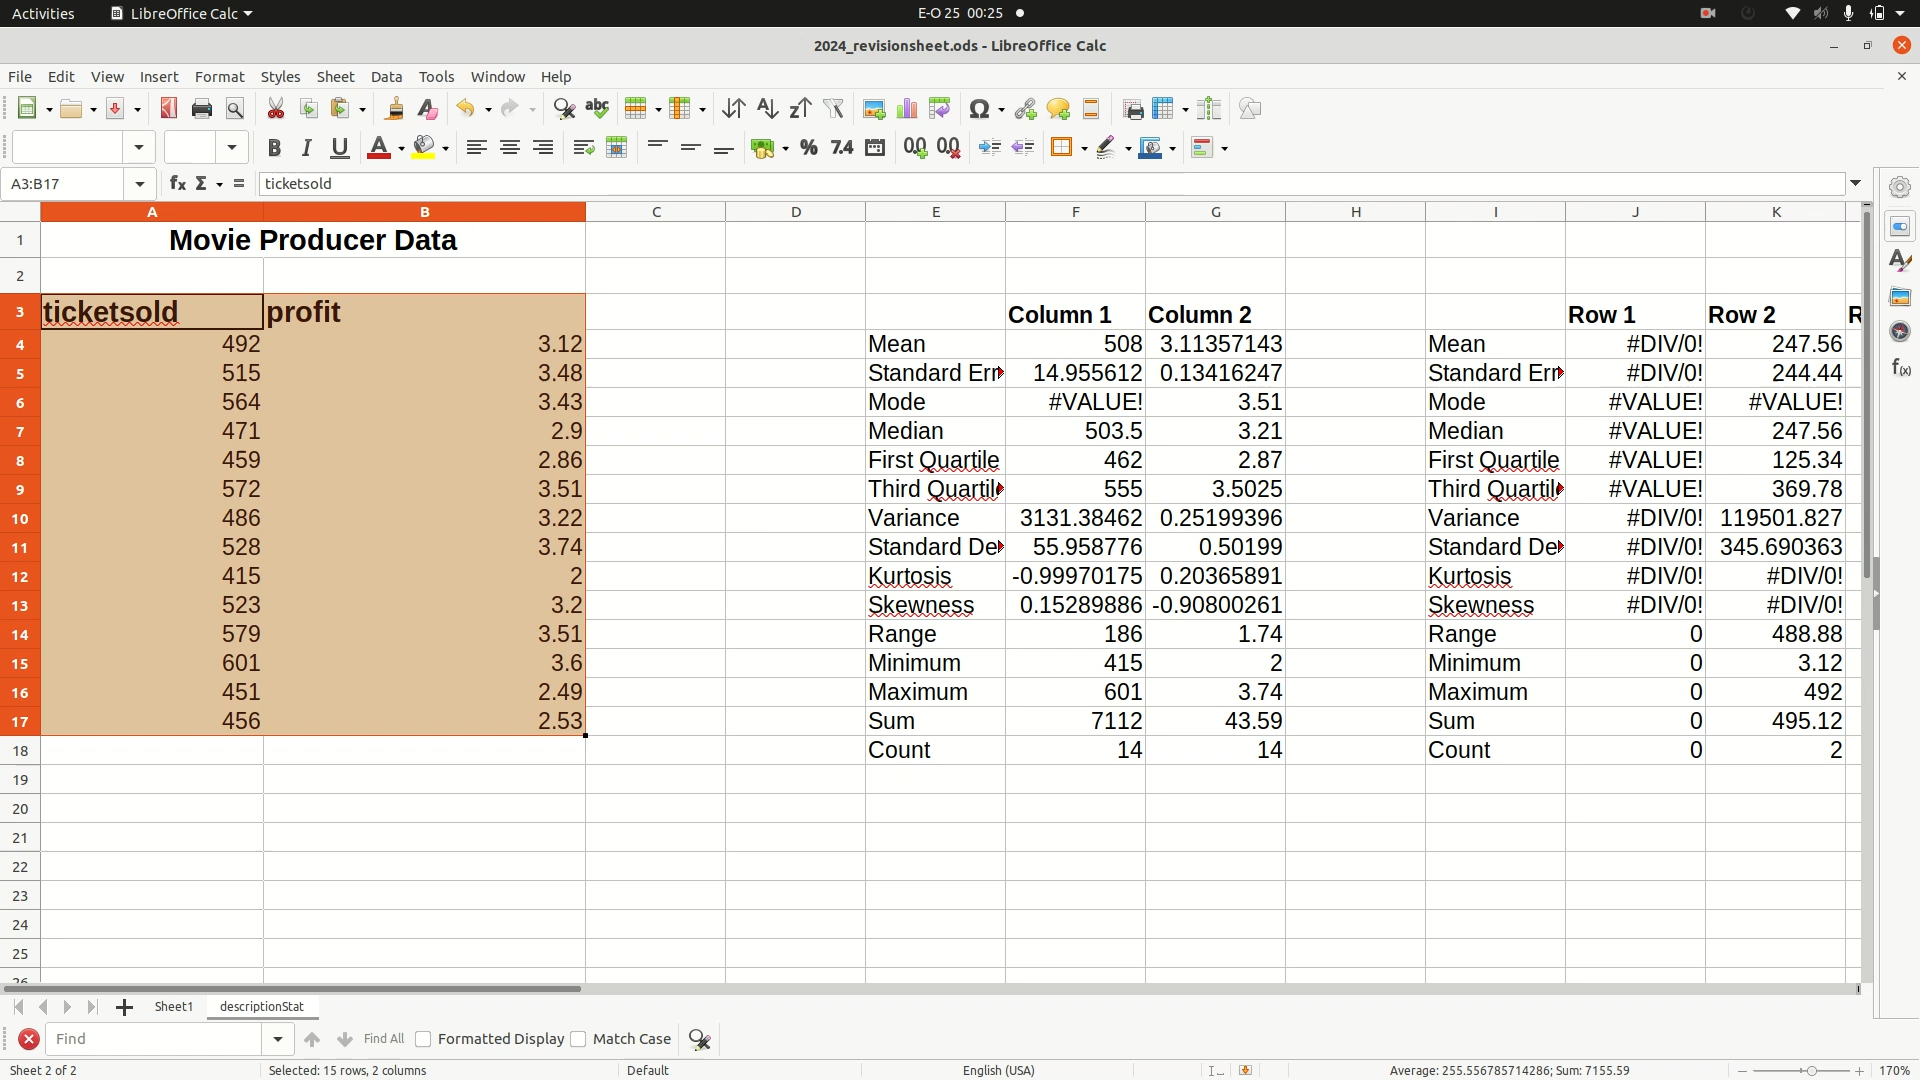 Activities LibreOffice Calc E-O 25 00:25
2024_revisionsheet.ods - LibreOffice Calc
File Edit View Insert Format Styles Sheet Data Tools Window Help
A3:B17 ticketsold
A B C D E F G H I J K
1 Movie Producer Data
2
3 ticketsold profit Column 1 Column 2 Row 1 Row 2 R
4 492 3.12 Mean 508 3.11357143 Mean #DIV/0! 247.56
5 515 3.48 Standard Err 14.955612 0.13416247 Standard Err #DIV/0! 244.44
6 564 3.43 Mode #VALUE! 3.51 Mode #VALUE! #VALUE!
7 471 2.9 Median 503.5 3.21 Median #VALUE! 247.56
8 459 2.86 First Quartile 462 2.87 First Quartile #VALUE! 125.34
9 572 3.51 Third Quartil 555 3.5025 Third Quartil #VALUE! 369.78
10 486 3.22 Variance 3131.38462 0.25199396 Variance #DIV/0! 119501.827
11 528 3.74 Standard De 55.958776 0.50199 Standard De #DIV/0! 345.690363
12 415 2 Kurtosis -0.99970175 0.20365891 Kurtosis #DIV/0! #DIV/0!
13 523 3.2 Skewness 0.15289886 -0.90800261 Skewness #DIV/0! #DIV/0!
14 579 3.51 Range 186 1.74 Range 0 488.88
15 601 3.6 Minimum 415 2 Minimum 0 3.12
16 451 2.49 Maximum 601 3.74 Maximum 0 492
17 456 2.53 Sum 7112 43.59 Sum 0 495.12
18 Count 14 14 Count 0 2
19
20
21
22
23
24
25
26
Sheet1 descriptionStat
Find Find All Formatted Display Match Case
Sheet 2 of 2 Selected: 15 rows, 2 columns Default English (USA) Average: 255.556785714286; Sum: 7155.59 170%